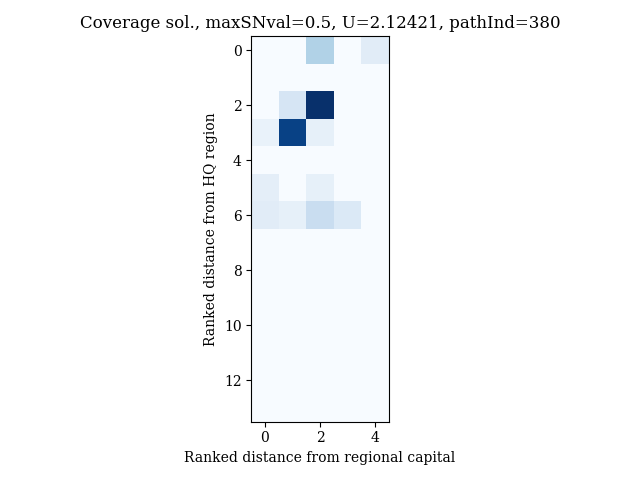 Coverage sol., maxSNval=0.5, U=2.12421, pathInd=380
Ranked distance from HQ region
0
2
4
6
8
10
12
0 2 4
Ranked distance from regional capital